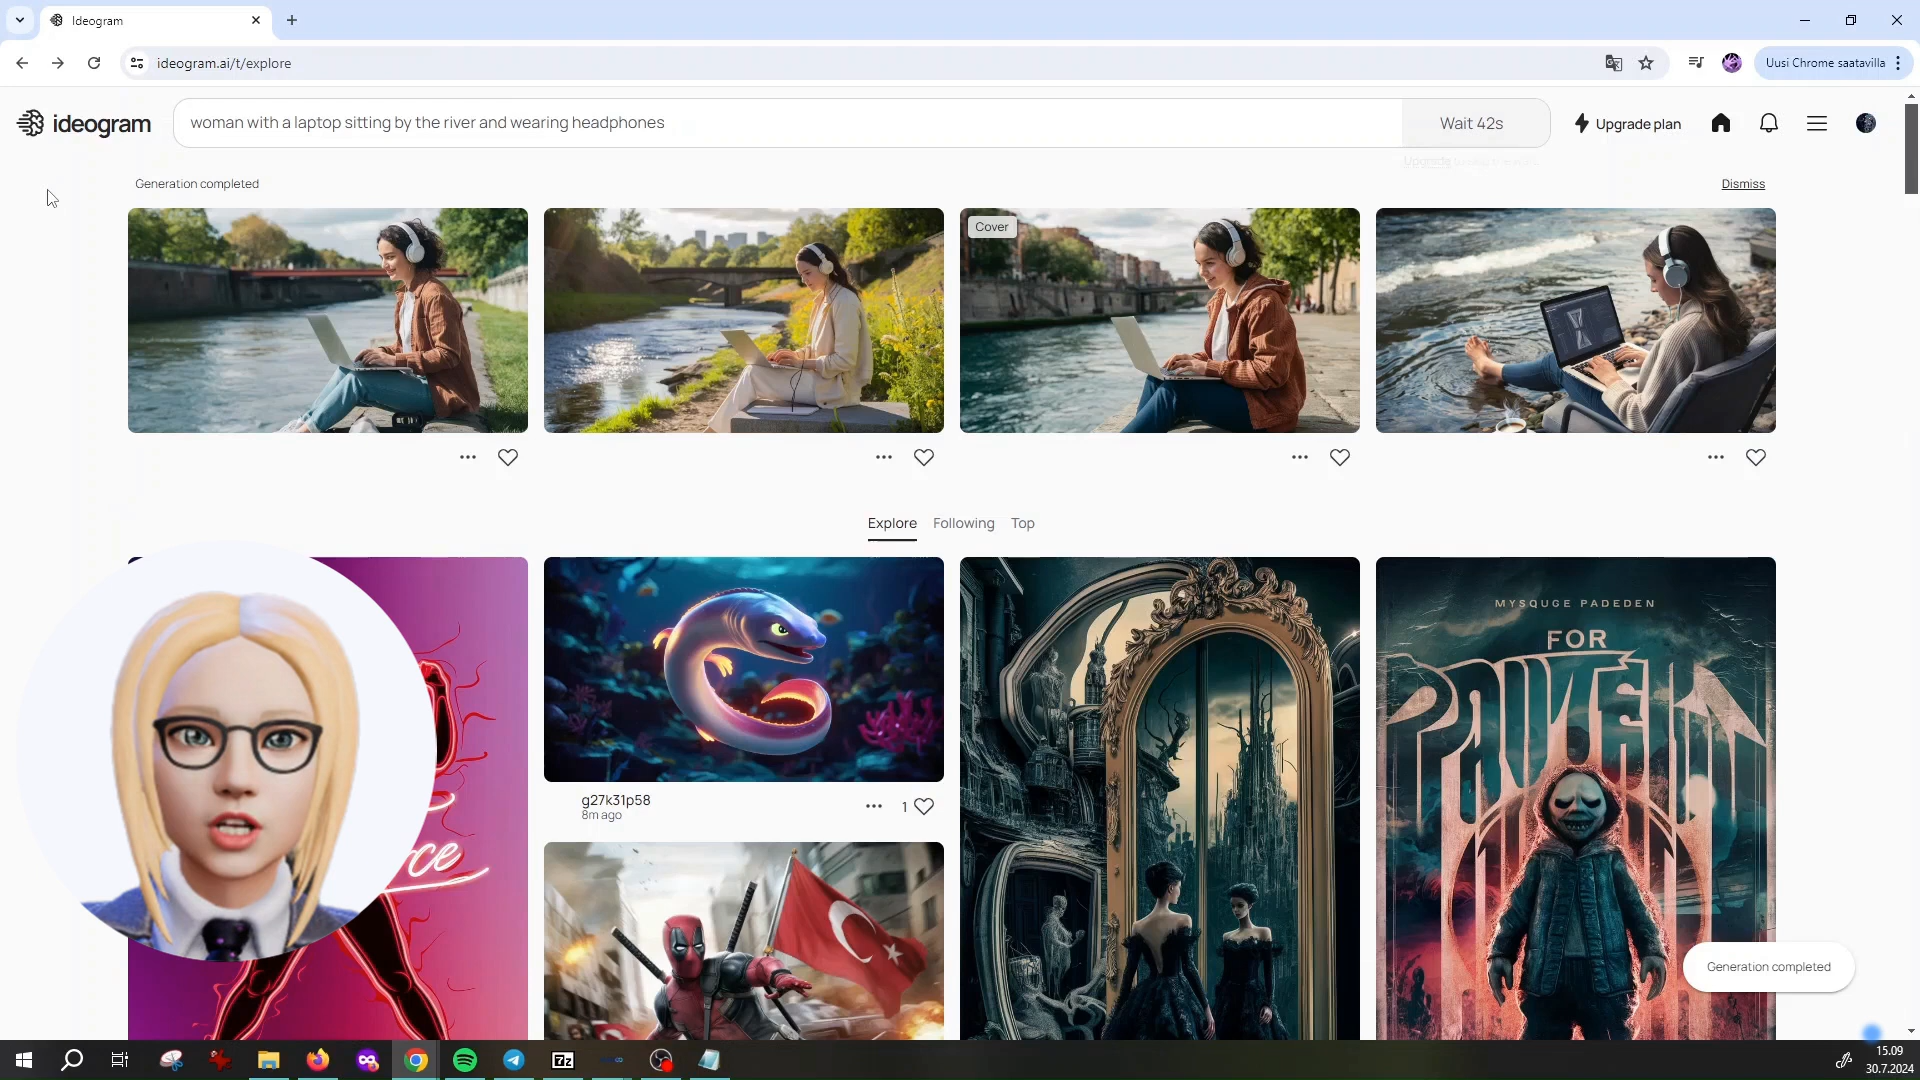 Ideogram
ideogram.ai/t/explore
Uusi Chrome saatavilla
ideogram
woman with a laptop sitting by the river and wearing headphones
Wait 42s
Upgrade plan
Upgrade
Generation completed
Dismiss
Cover
Explore
Following
Top
MYSQUGE PADEDEN
FOR
g27k31p58
8m ago
1
Generation completed
7z
15.09
30.7.2024